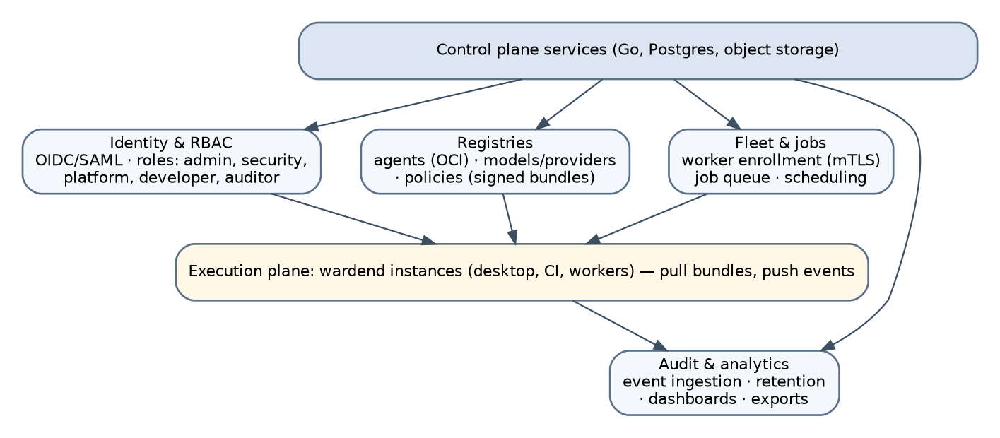 Control plane services (Go, Postgres, object storage)
Identity & RBAC
OIDC/SAML · roles: admin, security,
platform, developer, auditor
Registries
agents (OCI) · models/providers
· policies (signed bundles)
Fleet & jobs
worker enrollment (mTLS)
job queue · scheduling
Execution plane: wardend instances (desktop, CI, workers) — pull bundles, push events
Audit & analytics
event ingestion · retention
· dashboards · exports